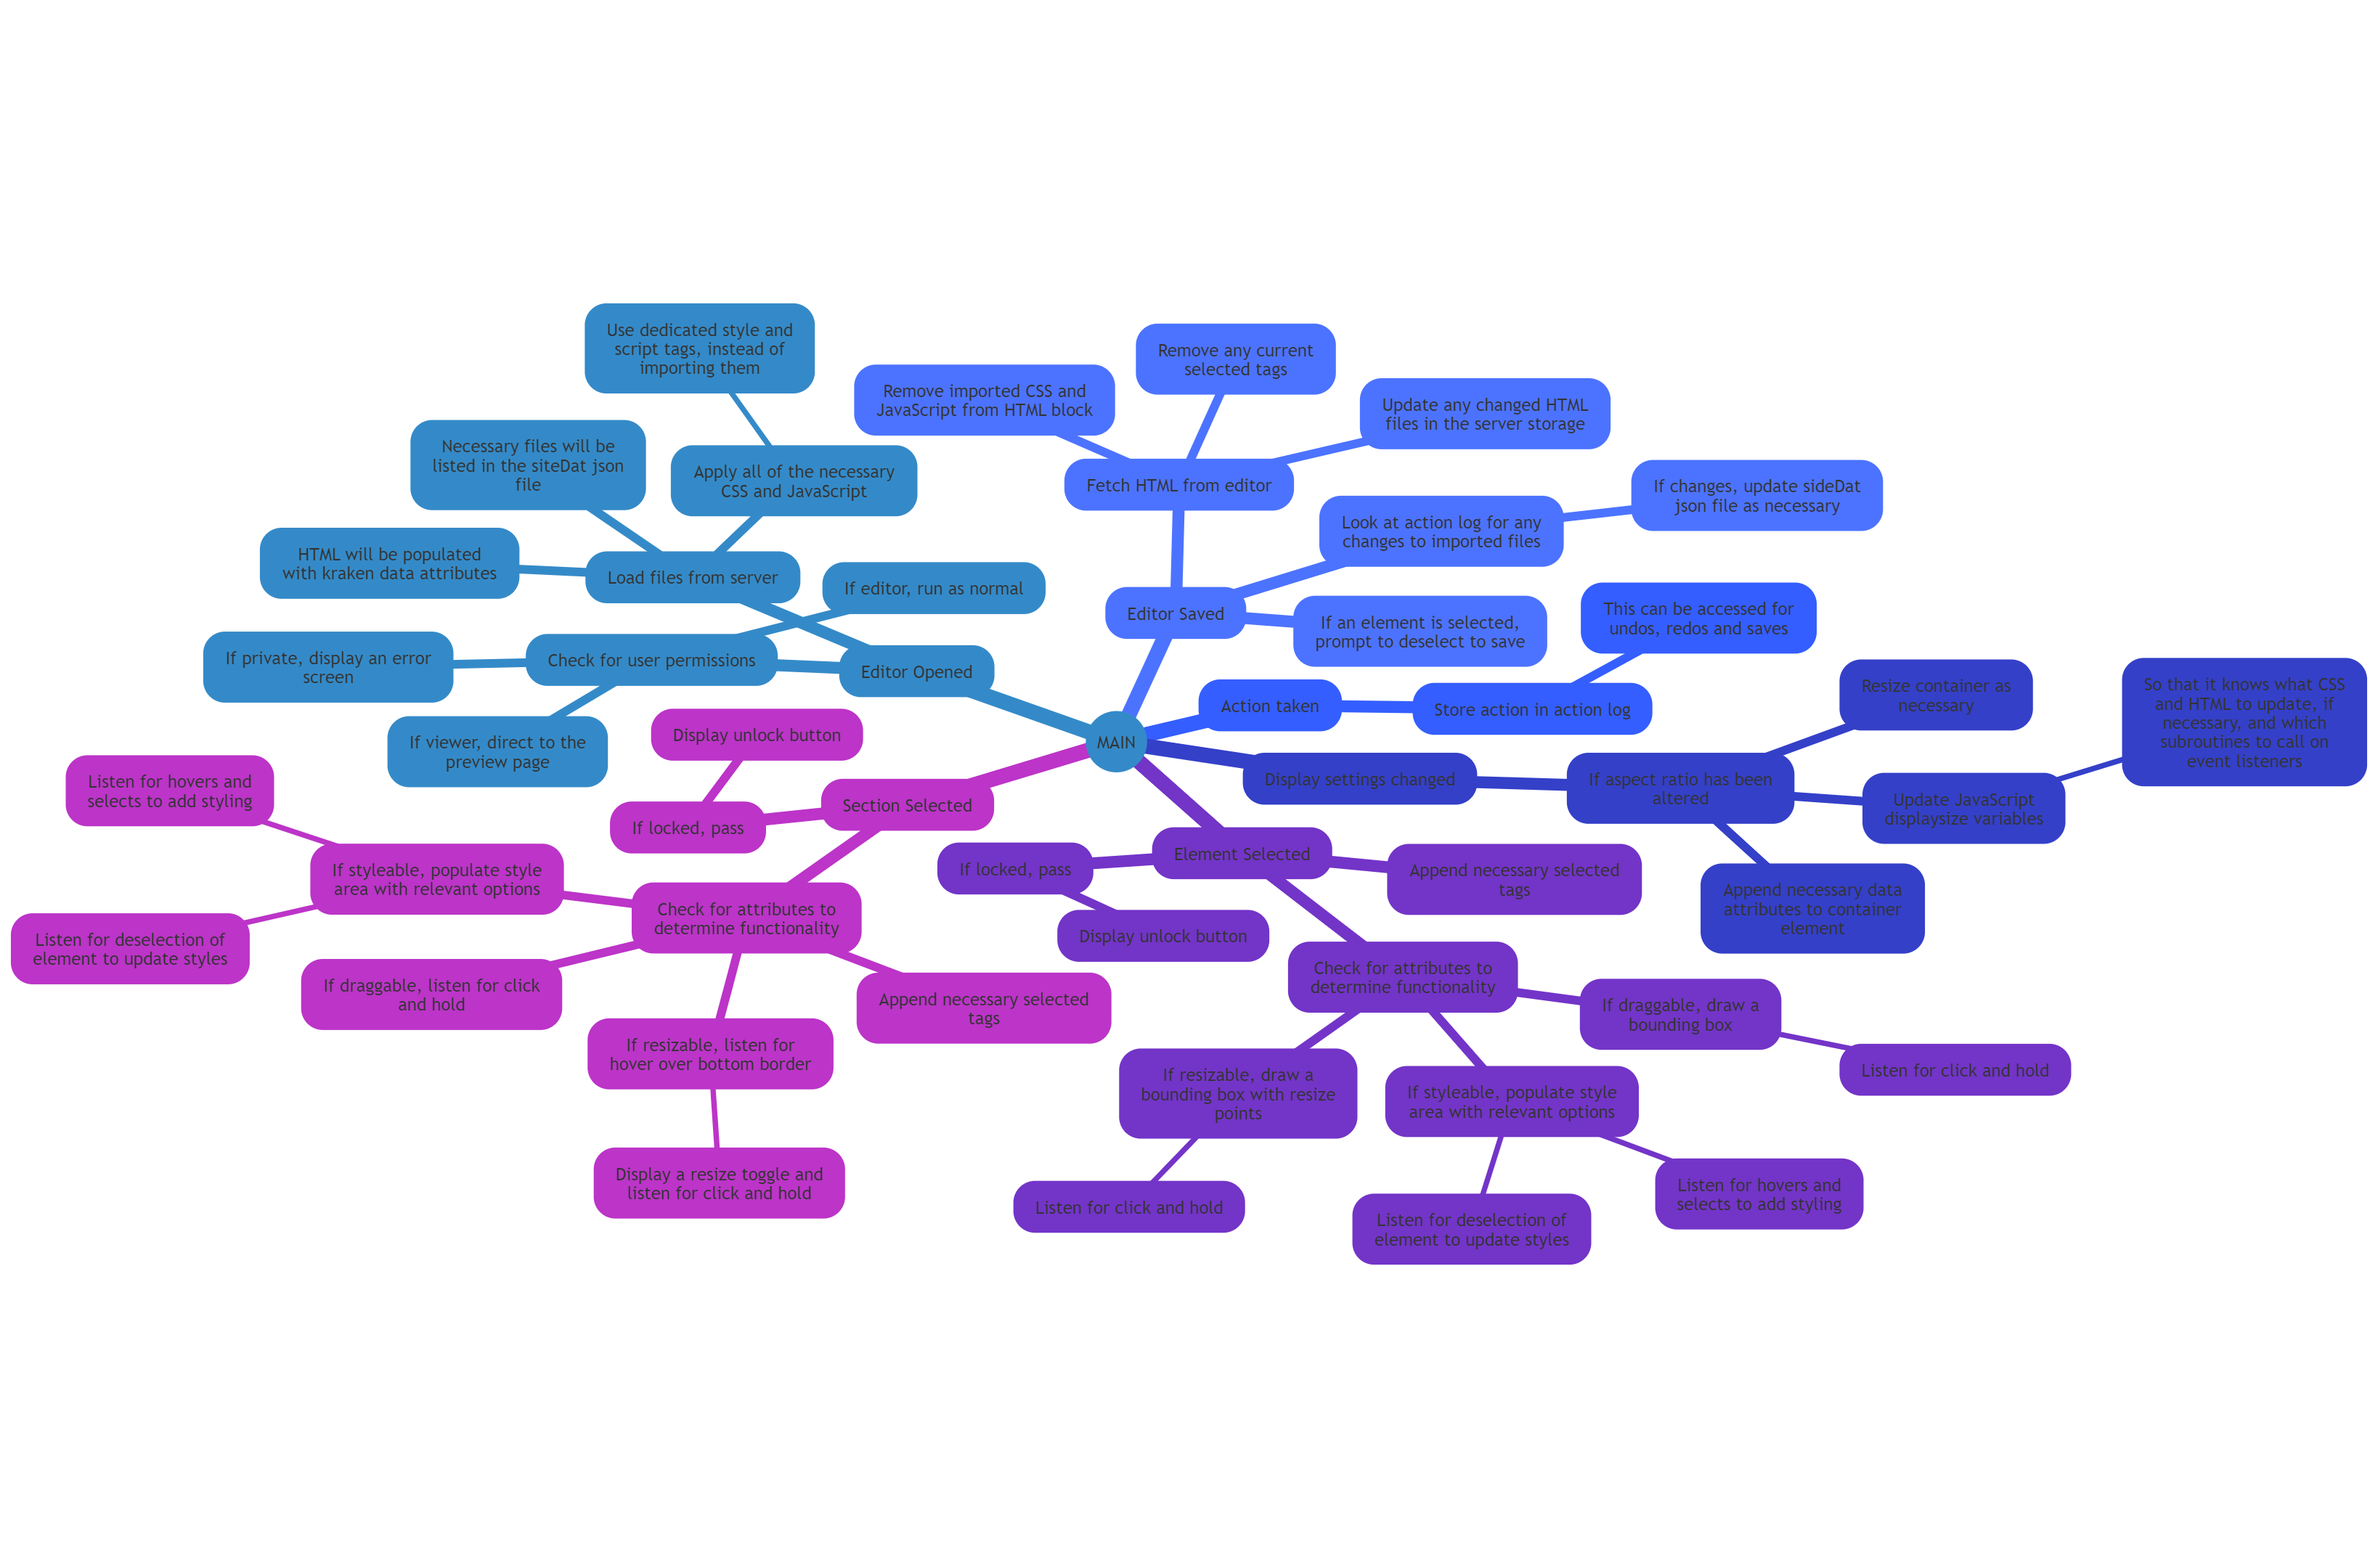 Use dedicated style and
script tags, instead of
importing them
Necessary files will be
listed in the siteDat json
file
Apply all of the necessary
CSS and JavaScript
HTML will be populated
with kraken data attributes
Load files from server
If editor, run as normal
If private, display an error
screen
Check for user permissions
Editor Opened
If viewer, direct to the
preview page
Remove any current
selected tags
Remove imported CSS and
JavaScript from HTML block
Update any changed HTML
files in the server storage
Fetch HTML from editor
If changes, update sideDat
json file as necessary
Look at action log for any
changes to imported files
Editor Saved
If an element is selected,
prompt to deselect to save
This can be accessed for
undos, redos and saves
Action taken
Store action in action log
MAIN
Resize container as
necessary
So that it knows what CSS
and HTML to update, if
necessary, and which
subroutines to call on
event listeners
Display settings changed
If aspect ratio has been
altered
Update JavaScript
displaysize variables
Append necessary data
attributes to container
element
Display unlock button
Listen for hovers and
selects to add styling
Section Selected
If locked, pass
If styleable, populate style
area with relevant options
Check for attributes to
determine functionality
Listen for deselection of
element to update styles
If draggable, listen for click
and hold
Append necessary selected
tags
If resizable, listen for
hover over bottom border
Display a resize toggle and
listen for click and hold
Element Selected
If locked, pass
Append necessary selected
tags
Display unlock button
Check for attributes to
determine functionality
If draggable, draw a
bounding box
Listen for click and hold
If resizable, draw a
bounding box with resize
points
If styleable, populate style
area with relevant options
Listen for click and hold
Listen for hovers and
selects to add styling
Listen for deselection of
element to update styles